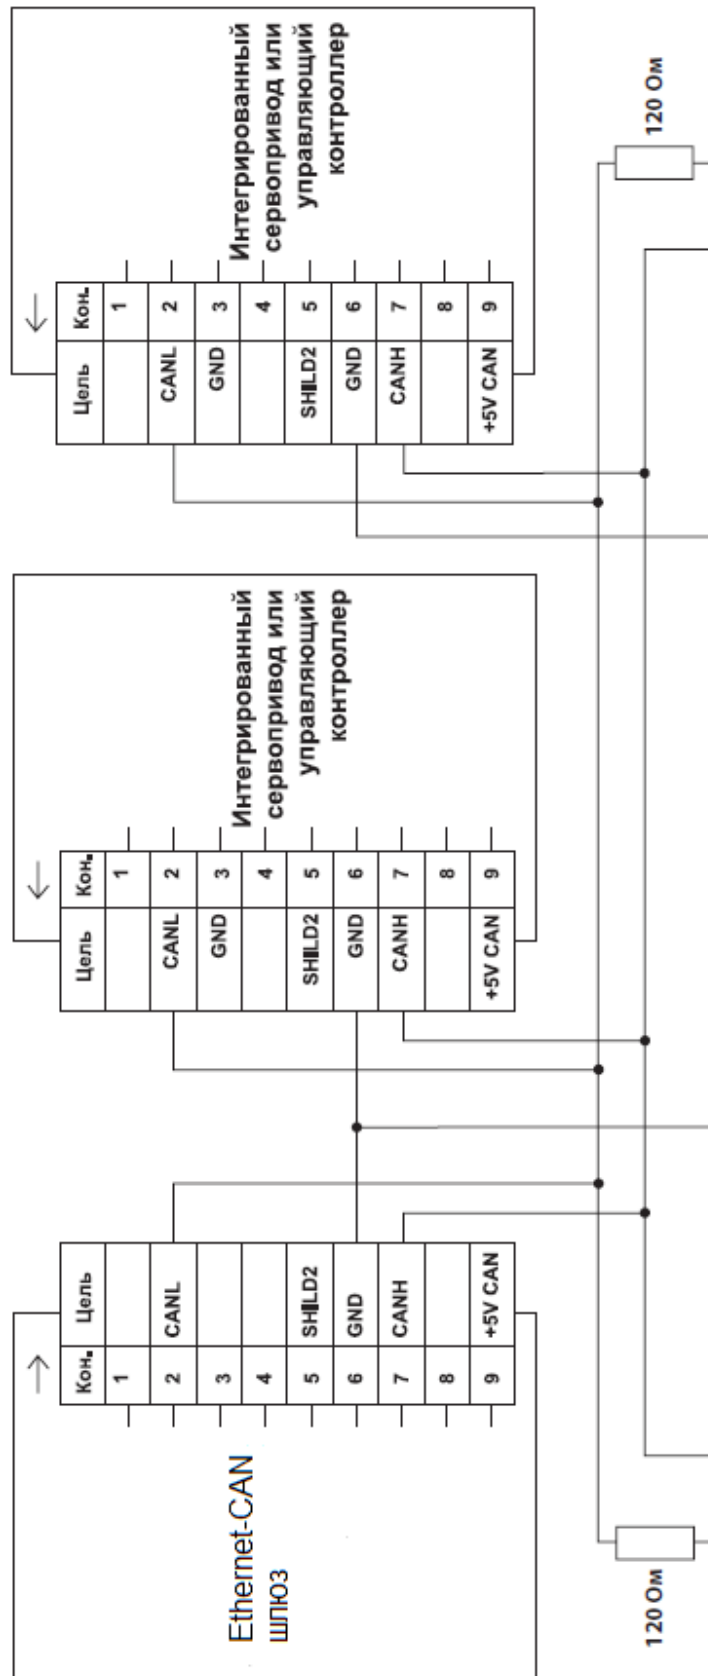 Кон. Цель
1
2 CANL
3
4
5 SHILD2
6 GND
7 CANH
8
9 +5V CAN
Ethernet-CAN
шлюз
Цель Кон.
1
CANL 2
GND 3
4
SHILD2 5
GND 6
CANH 7
8
+5V CAN 9
Интегрированный
сервопривод или
управляющий
контроллер
Цель Кон.
1
CANL 2
GND 3
4
SHILD2 5
GND 6
CANH 7
8
+5V CAN 9
Интегрированный
сервопривод или
управляющий
контроллер
120 Ом
120 Ом